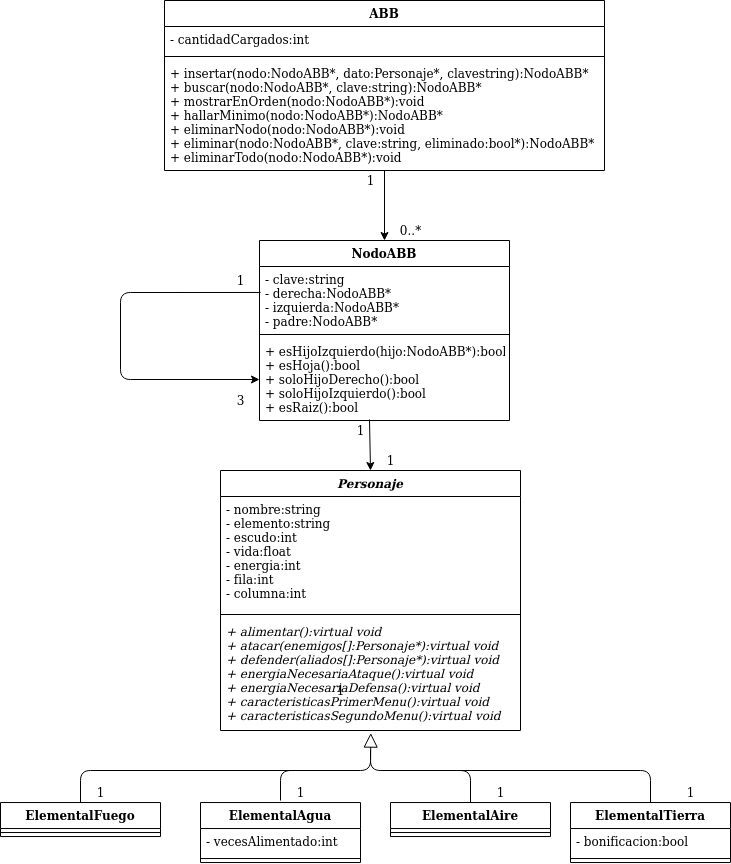 ABB
- cantidadCargados:int
+ insertar(nodo:NodoABB*, dato:Personaje*, clavestring):NodoABB*
+ buscar(nodo:NodoABB*, clave:string):NodoABB*
+ mostrarEnOrden(nodo:NodoABB*):void
+ hallarMinimo(nodo:NodoABB*):NodoABB*
+ eliminarNodo(nodo:NodoABB*):void
+ eliminar(nodo:NodoABB*, clave:string, eliminado:bool*):NodoABB*
+ eliminarTodo(nodo:NodoABB*):void
1
0..*
NodoABB
1
- clave:string
- derecha:NodoABB*
- izquierda:NodoABB*
- padre:NodoABB*
+ esHijoIzquierdo(hijo:NodoABB*):bool
+ esHoja():bool
+ soloHijoDerecho():bool
+ soloHijoIzquierdo():bool
+ esRaiz():bool
3
1
1
Personaje
- nombre:string
- elemento:string
- escudo:int
- vida:float
- energia:int
- fila:int
- columna:int
+ alimentar():virtual void
+ atacar(enemigos[]:Personaje*):virtual void
+ defender(aliados[]:Personaje*):virtual void
+ energiaNecesariaAtaque():virtual void
+ energiaNecesariaDefensa():virtual void
1
+ caracteristicasPrimerMenu():virtual void
+ caracteristicasSegundoMenu():virtual void
1
1
1
1
ElementalFuego
ElementalAgua
- vecesAlimentado:int
ElementalAire
ElementalTierra
- bonificacion:bool